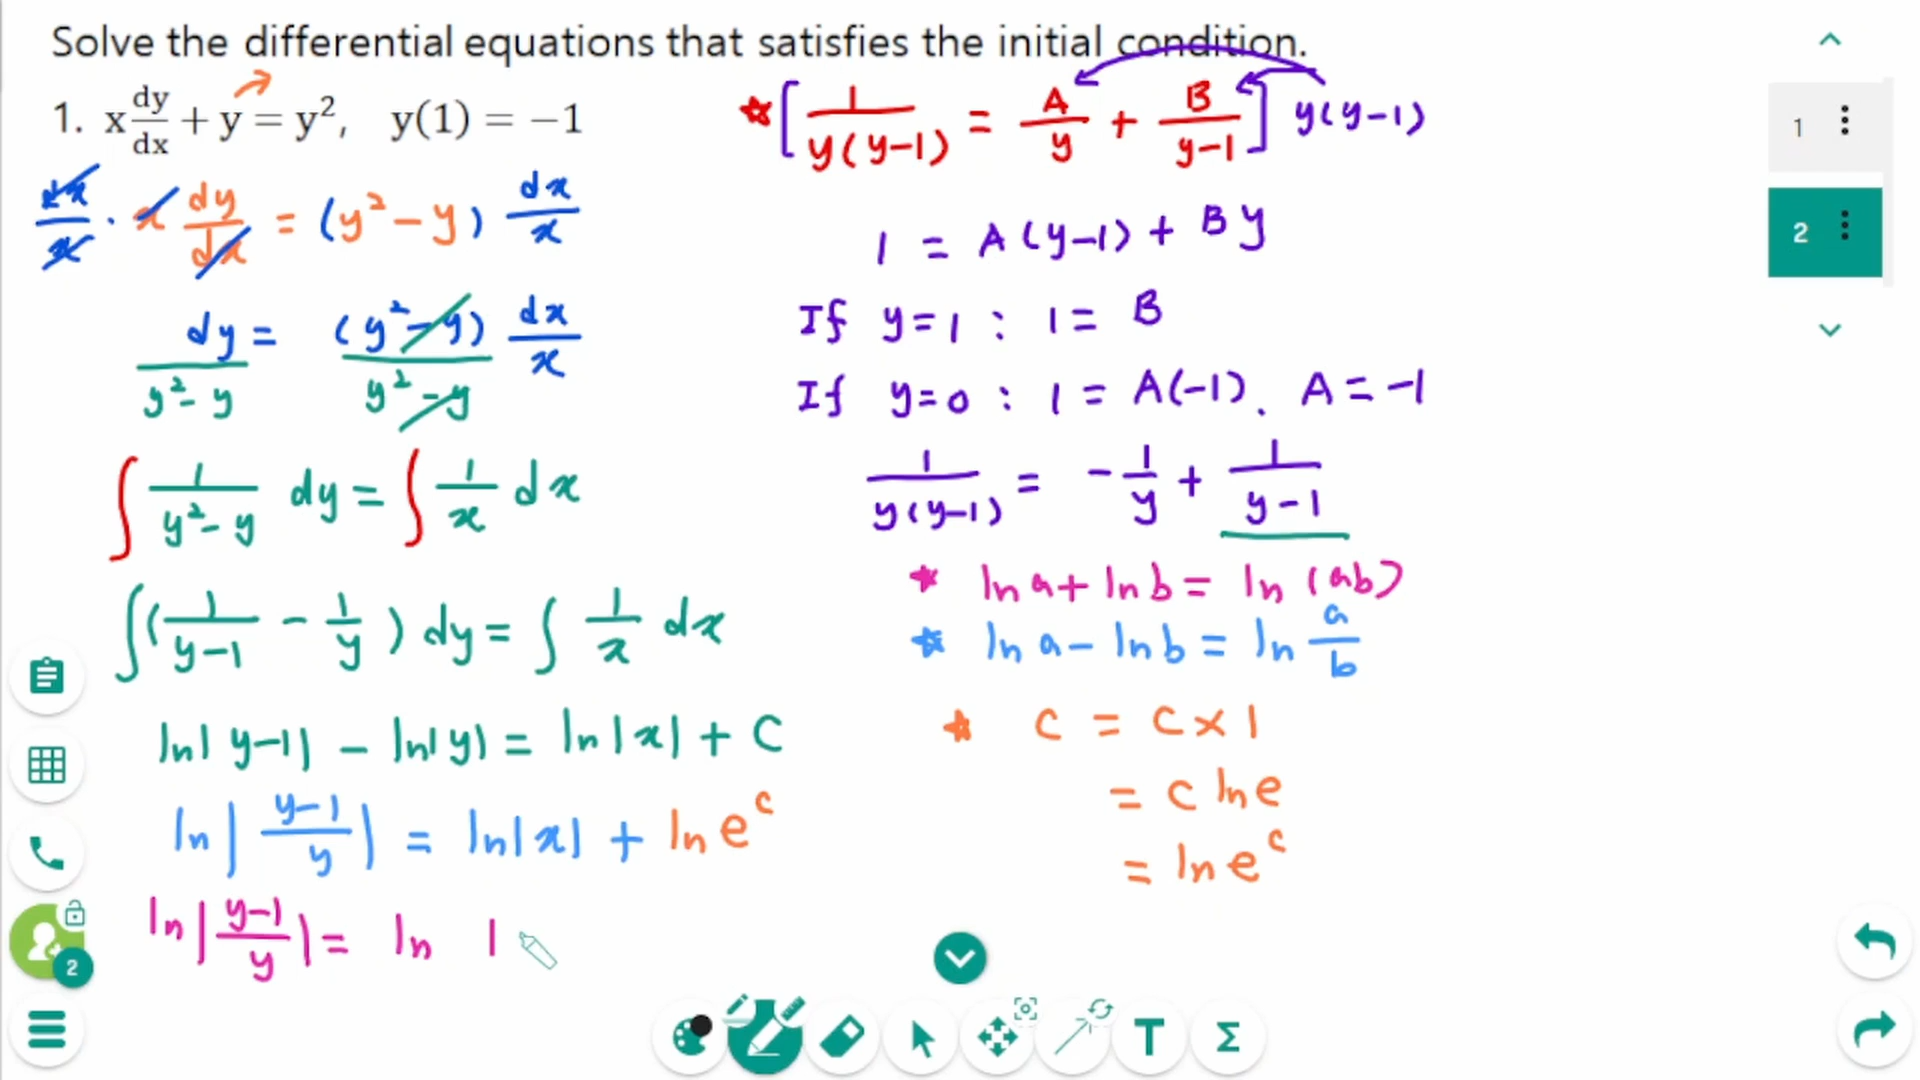 Solve the differential equations that satisfies the initial condition.
1. x dy/dx + y = y², y(1) = −1
dx/x · x dy/dx = (y² − y) dx/x
dy/(y² − y) = (y² − y)/(y² − y) dx/x
∫ 1/(y² − y) dy = ∫ 1/x dx
∫ (1/(y−1) − 1/y) dy = ∫ 1/x dx
ln|y−1| − ln|y| = ln|x| + C
ln|(y−1)/y| = ln|x| + ln e^c
ln|(y−1)/y| = ln |
★ [1/(y(y−1)) = A/y + B/(y−1)] y(y−1)
1 = A(y−1) + By
If y=1 : 1 = B
If y=0 : 1 = A(−1). A = −1
1/(y(y−1)) = −1/y + 1/(y−1)
★ ln a + ln b = ln (ab)
★ ln a − ln b = ln a/b
★ C = C × 1
= C ln e
= ln e^c
1
2
2
T
Σ